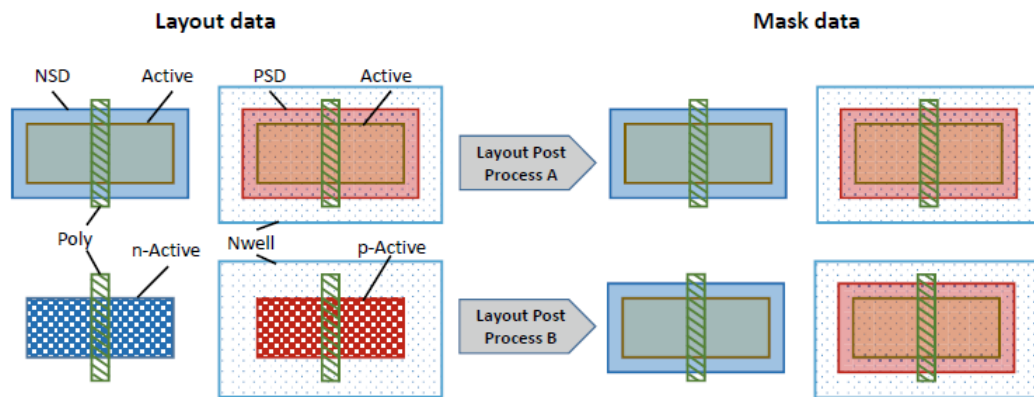 Layout data
Mask data
NSD
Active
PSD
Active
Layout Post
Process A
Poly
n-Active
Nwell
p-Active
Layout Post
Process B